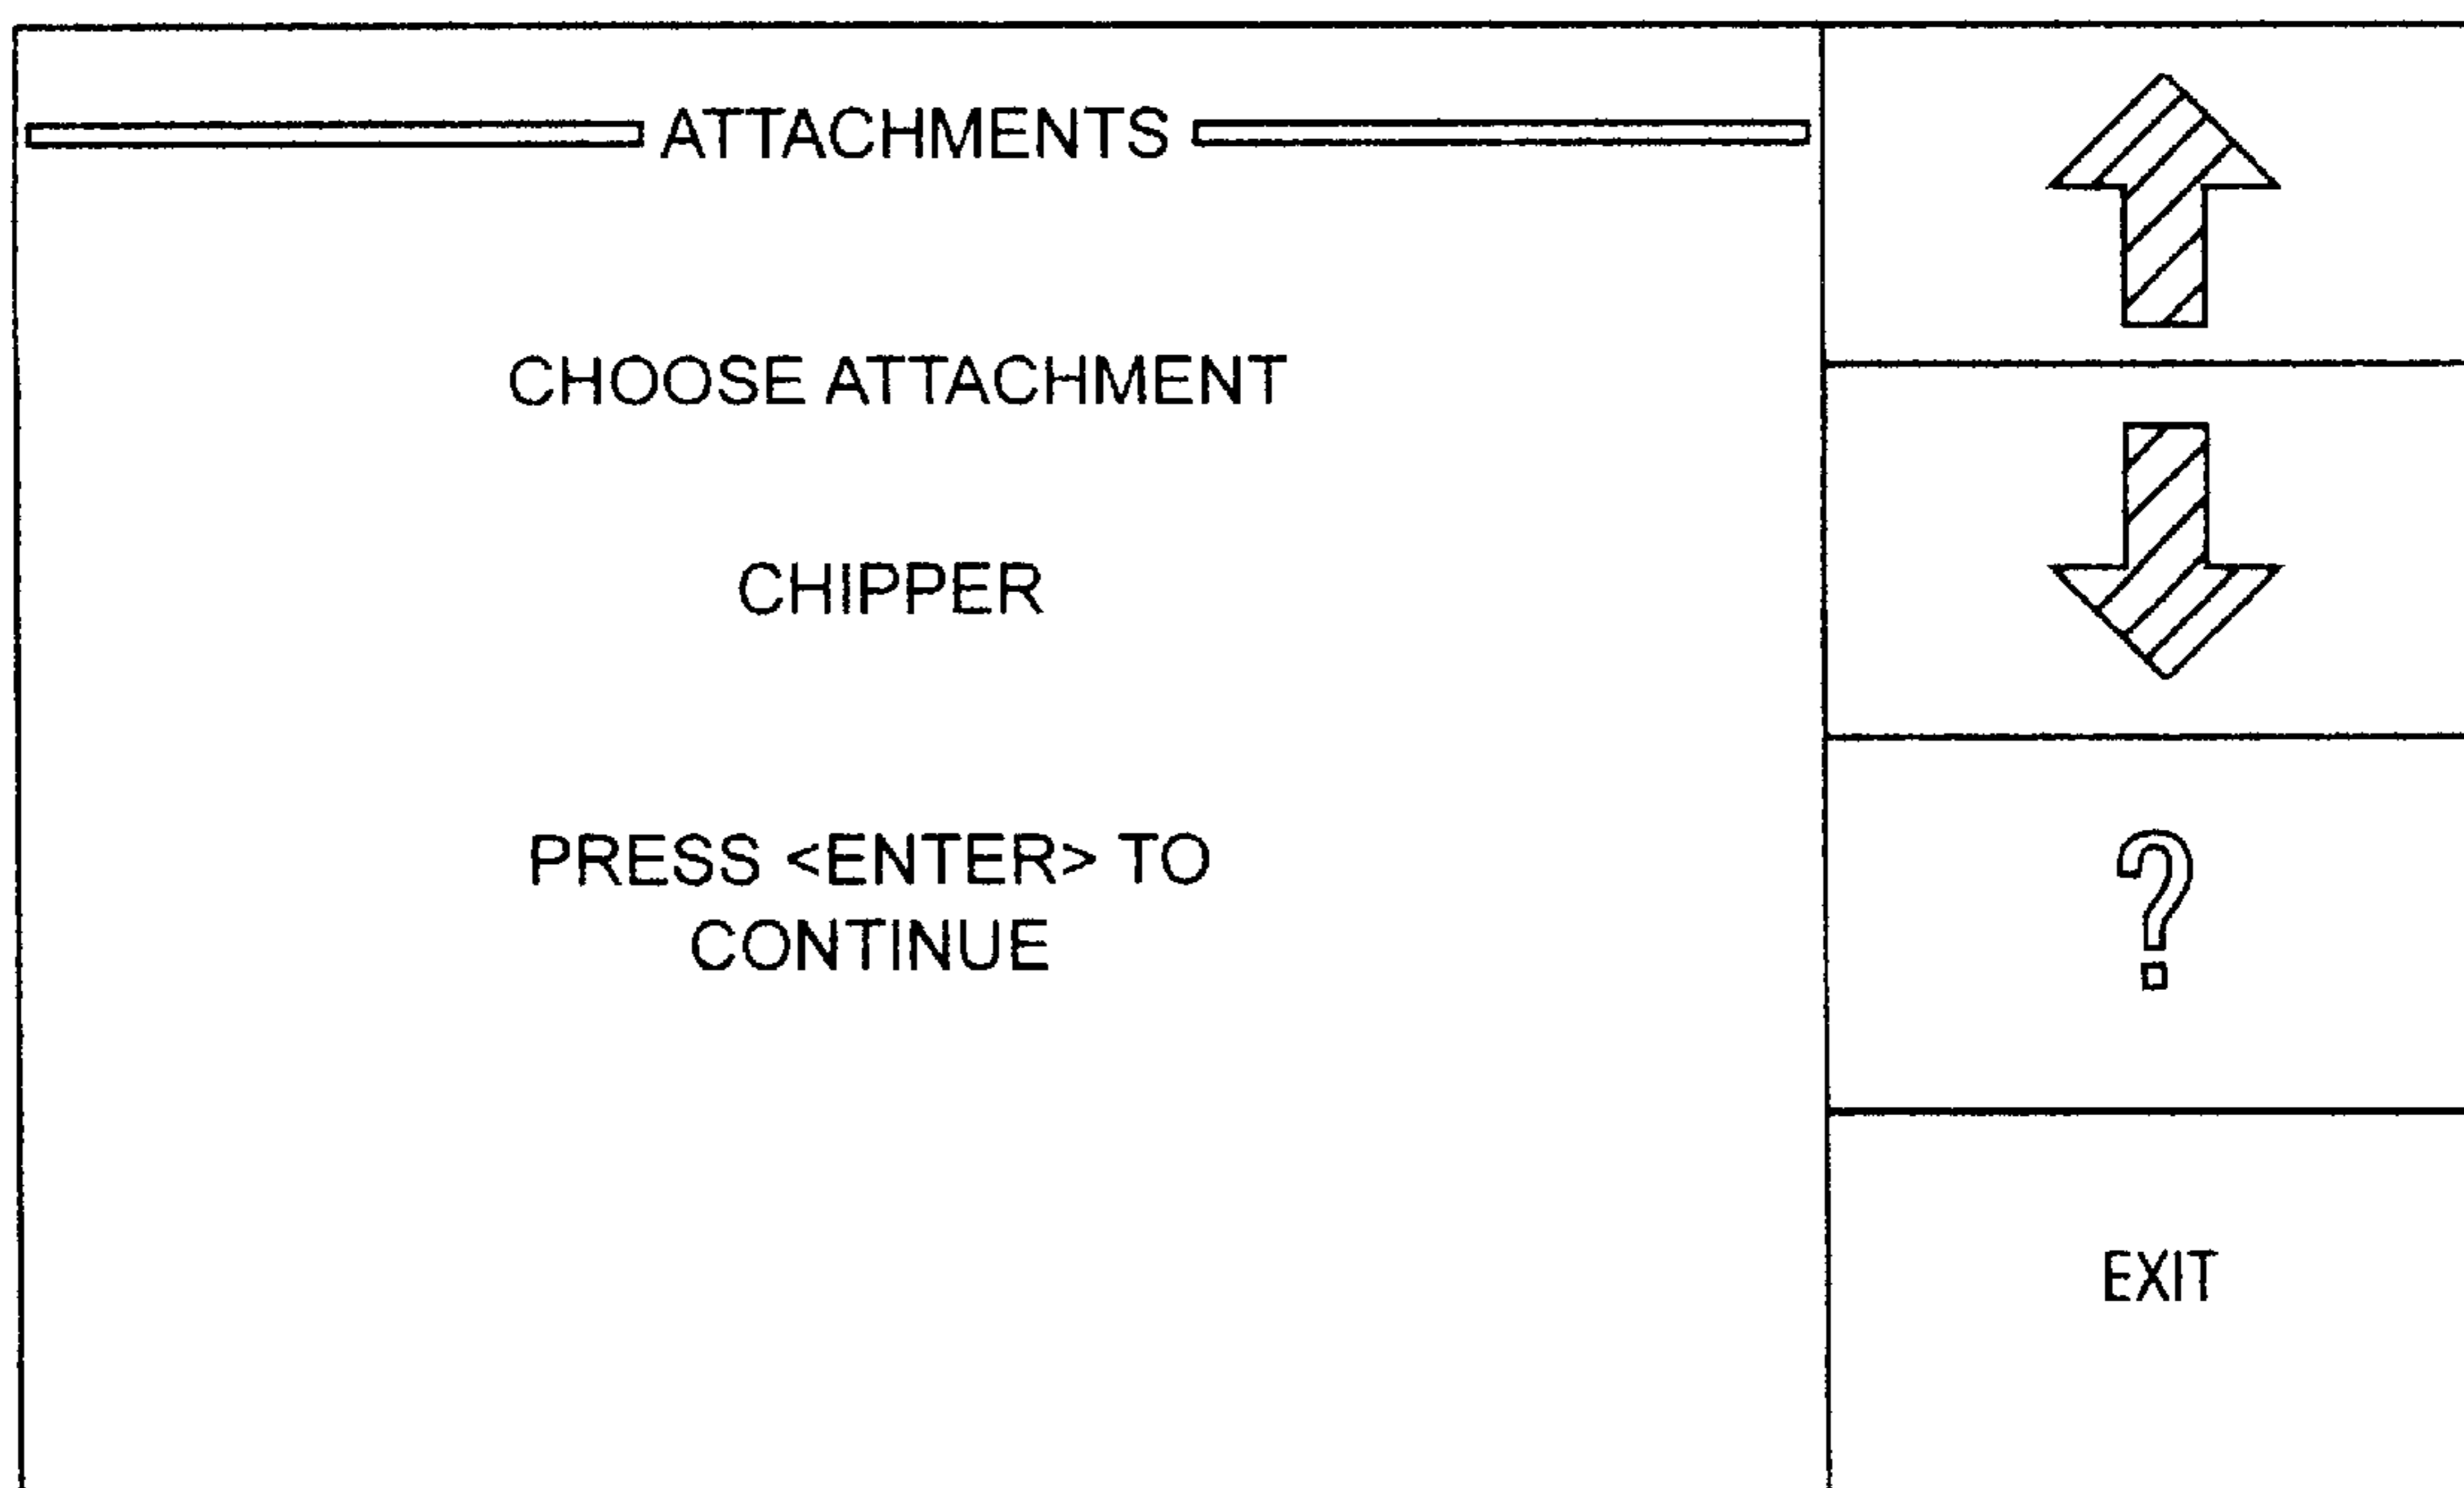 ATTACHMENTS
CHOOSE ATTACHMENT
CHIPPER
PRESS <ENTER> TO
CONTINUE
?
EXIT